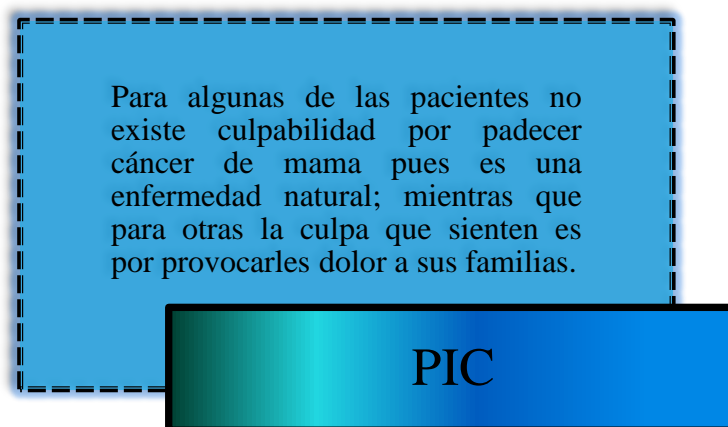 Para algunas de las pacientes no
existe culpabilidad por padecer
cáncer de mama pues es una
enfermedad natural; mientras que
para otras la culpa que sienten es
por provocarles dolor a sus familias.
PIC